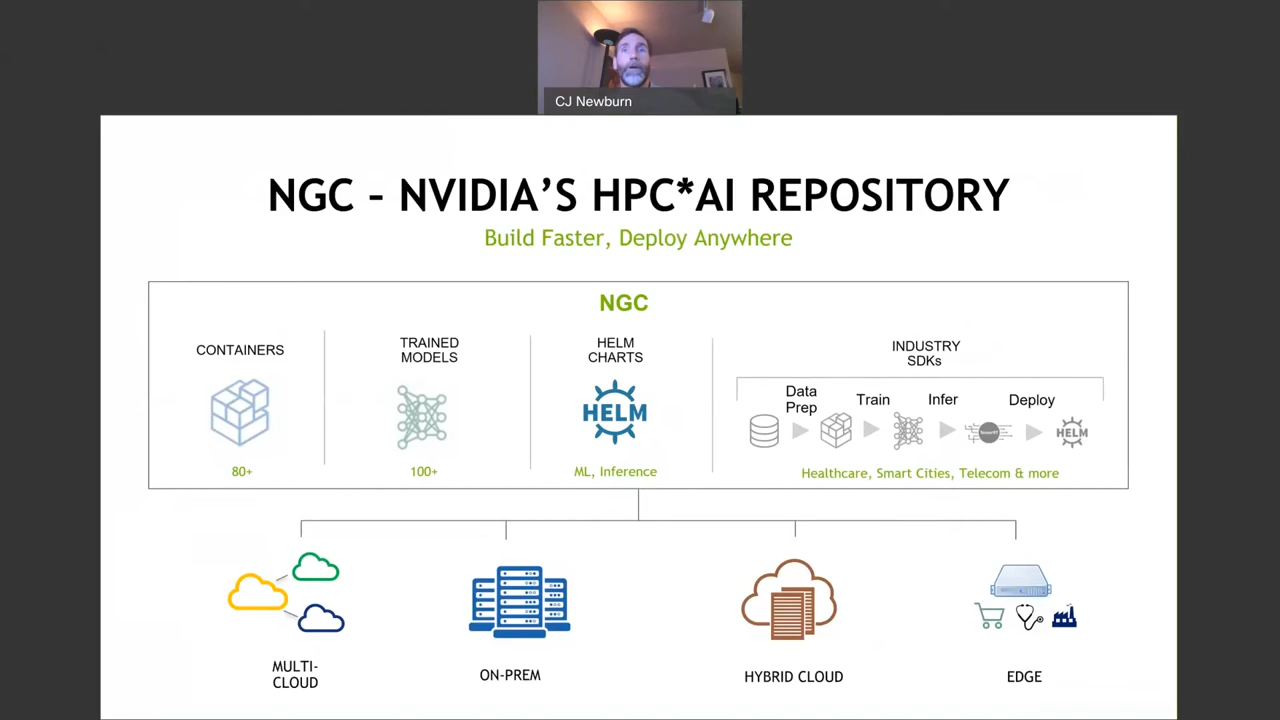 CJ Newburn
NGC – NVIDIA'S HPC*AI REPOSITORY
Build Faster, Deploy Anywhere
NGC
CONTAINERS
80+
TRAINED
MODELS
100+
HELM
CHARTS
HELM
ML, Inference
INDUSTRY
SDKs
Data
Prep
Train
Infer
Deploy
HELM
Healthcare, Smart Cities, Telecom & more
MULTI-
CLOUD
ON-PREM
HYBRID CLOUD
EDGE